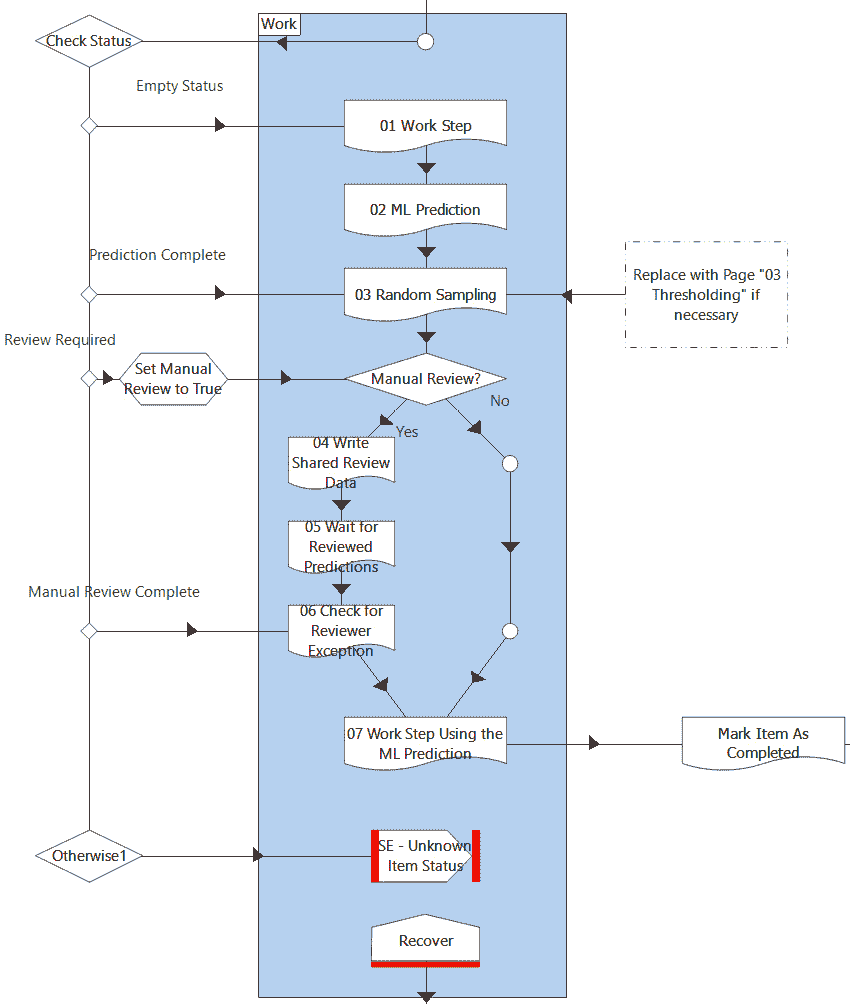 Work
Check Status
Empty Status
01 Work Step
02 ML Prediction
Prediction Complete
03 Random Sampling
Replace with Page "03
Thresholding" if
necessary
Review Required
Set Manual
Review to True
Manual Review?
No
Yes
04 Write
Shared Review
Data
05 Wait for
Reviewed
Predictions
Manual Review Complete
06 Check for
Reviewer
Exception
07 Work Step Using the
ML Prediction
Mark Item As
Completed
Otherwise1
SE - Unknown
Item Status
Recover